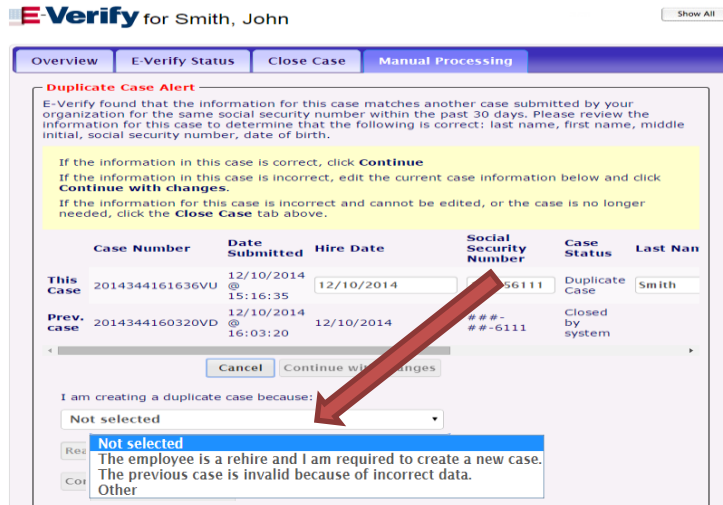 E-Verify for Smith, John
Show All
Overview
E-Verify Status
Close Case
Manual Processing
Duplicate Case Alert
E-Verify found that the information for this case matches another case submitted by your
organization for the same social security number within the past 30 days. Please review the
information for this case to determine that the following is correct: last name, first name, middle
initial, social security number, date of birth.
If the information in this case is correct, click Continue
If the information in this case is incorrect, edit the current case information below and click
Continue with changes.
If the information for this case is incorrect and cannot be edited, or the case is no longer
needed, click the Close Case tab above.
Case Number
Date Submitted
Hire Date
Social Security Number
Case Status
Last Nam
This Case
2014344161636VU
12/10/2014 @ 15:16:35
12/10/2014
56111
Duplicate Case
Smith
Prev. case
2014344160320VD
12/10/2014 @ 16:03:20
12/10/2014
###-##-6111
Closed by system
Cancel
Continue
I am creating a duplicate case because:
Not selected
Not selected
The employee is a rehire and I am required to create a new case.
The previous case is invalid because of incorrect data.
Other